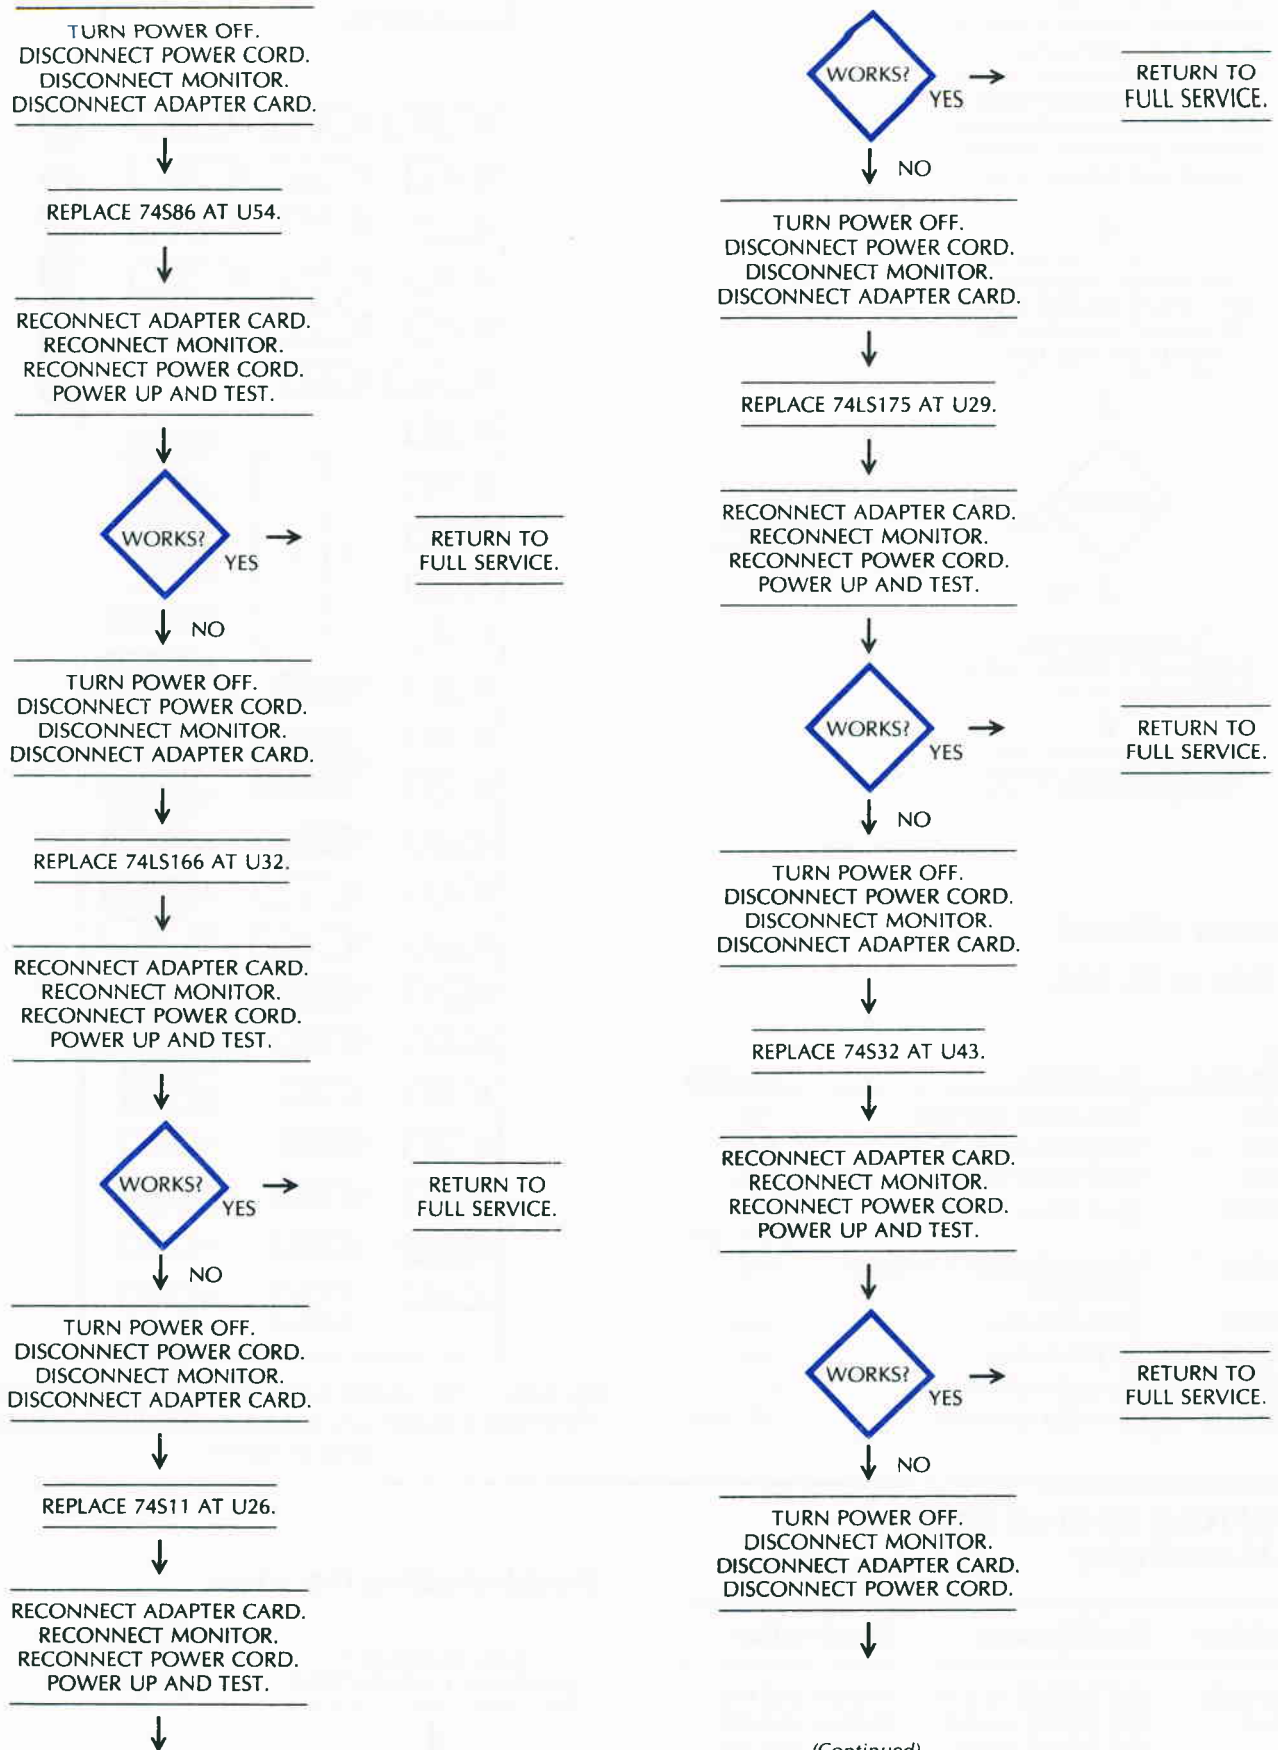 TURN POWER OFF.
DISCONNECT POWER CORD.
DISCONNECT MONITOR.
DISCONNECT ADAPTER CARD.
REPLACE 74S86 AT U54.
RECONNECT ADAPTER CARD.
RECONNECT MONITOR.
RECONNECT POWER CORD.
POWER UP AND TEST.
WORKS?
YES
RETURN TO
FULL SERVICE.
NO
TURN POWER OFF.
DISCONNECT POWER CORD.
DISCONNECT MONITOR.
DISCONNECT ADAPTER CARD.
REPLACE 74LS166 AT U32.
RECONNECT ADAPTER CARD.
RECONNECT MONITOR.
RECONNECT POWER CORD.
POWER UP AND TEST.
WORKS?
YES
RETURN TO
FULL SERVICE.
NO
TURN POWER OFF.
DISCONNECT POWER CORD.
DISCONNECT MONITOR.
DISCONNECT ADAPTER CARD.
REPLACE 74S11 AT U26.
RECONNECT ADAPTER CARD.
RECONNECT MONITOR.
RECONNECT POWER CORD.
POWER UP AND TEST.
WORKS?
YES
RETURN TO
FULL SERVICE.
NO
TURN POWER OFF.
DISCONNECT POWER CORD.
DISCONNECT MONITOR.
DISCONNECT ADAPTER CARD.
REPLACE 74LS175 AT U29.
RECONNECT ADAPTER CARD.
RECONNECT MONITOR.
RECONNECT POWER CORD.
POWER UP AND TEST.
WORKS?
YES
RETURN TO
FULL SERVICE.
NO
TURN POWER OFF.
DISCONNECT POWER CORD.
DISCONNECT MONITOR.
DISCONNECT ADAPTER CARD.
REPLACE 74S32 AT U43.
RECONNECT ADAPTER CARD.
RECONNECT MONITOR.
RECONNECT POWER CORD.
POWER UP AND TEST.
WORKS?
YES
RETURN TO
FULL SERVICE.
NO
TURN POWER OFF.
DISCONNECT MONITOR.
DISCONNECT ADAPTER CARD.
DISCONNECT POWER CORD.
(Continued)